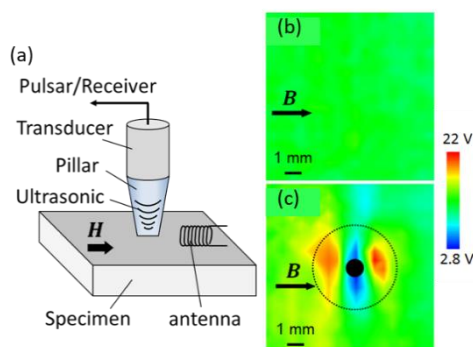 (a)
Pulsar/Receiver
Transducer
Pillar
Ultrasonic
H
Specimen
antenna
(b)
B
1 mm
(c)
B
1 mm
22 V
2.8 V